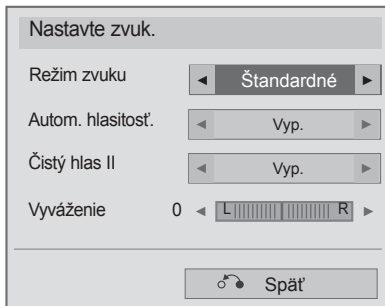 Nastavte zvuk.
Režim zvuku ◄ Štandardné ►
Autom. hlasitosť. ◄ Vyp. ►
Čistý hlas II ◄ Vyp. ►
Vyváženie 0 ◄ L R ►
Späť